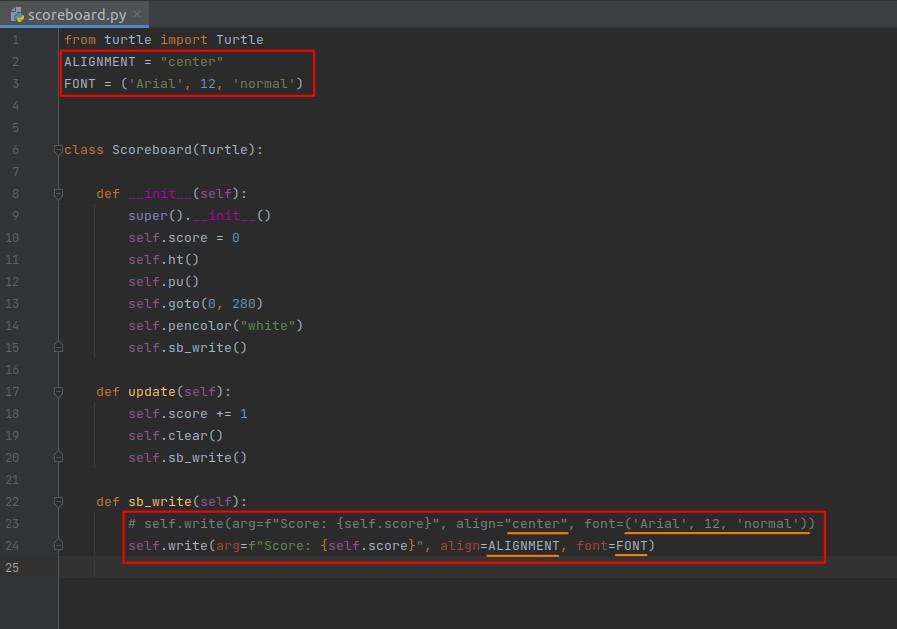 scoreboard.py
1 from turtle import Turtle
2 ALIGNMENT = "center"
3 FONT = ('Arial', 12, 'normal')
4
5
6 class Scoreboard(Turtle):
7
8     def __init__(self):
9         super().__init__()
10         self.score = 0
11         self.ht()
12         self.pu()
13         self.goto(0, 280)
14         self.pencolor("white")
15         self.sb_write()
16
17     def update(self):
18         self.score += 1
19         self.clear()
20         self.sb_write()
21
22     def sb_write(self):
23         # self.write(arg=f"Score: {self.score}", align="center", font=('Arial', 12, 'normal'))
24         self.write(arg=f"Score: {self.score}", align=ALIGNMENT, font=FONT)
25